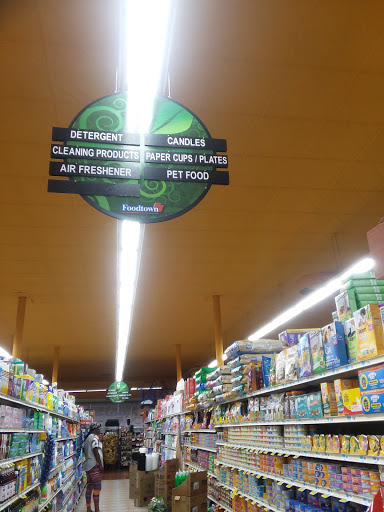 DETERGENT
CANDLES
CLEANING PRODUCTS
PAPER CUPS / PLATES
AIR FRESHENER
PET FOOD
Foodtown